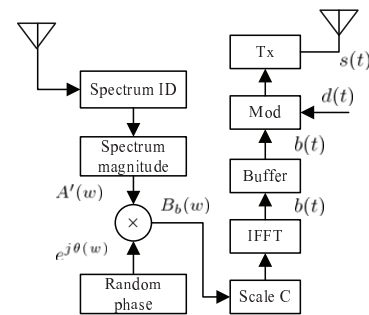 Tx
s(t)
Spectrum ID
Mod
d(t)
b(t)
Spectrum
magnitude
Buffer
A'(w)
B_b(w)
b(t)
×
IFFT
e^{jθ(w)}
Random
phase
Scale C